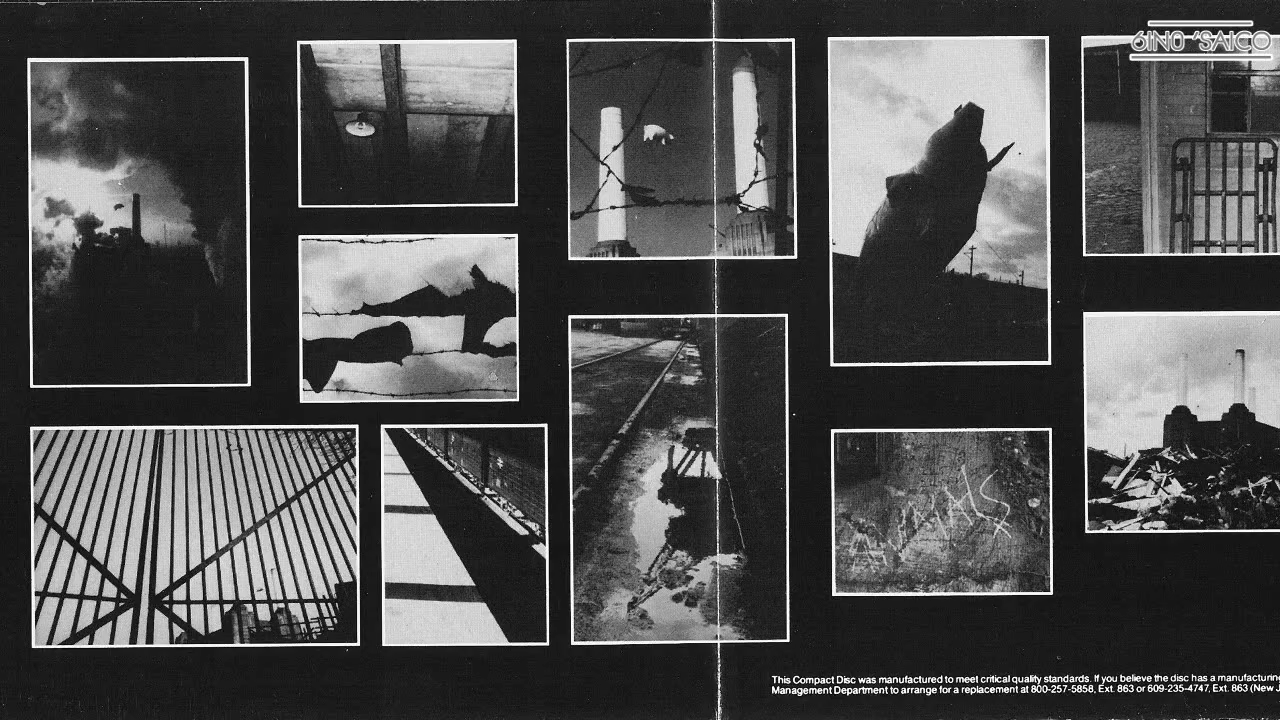 6INO 'SAICO
ANIMALS
This Compact Disc was manufactured to meet critical quality standards. If you believe the disc has a manufacturing
Management Department to arrange for a replacement at 800-257-5858, Ext. 863 or 609-235-4747, Ext. 863 (New J